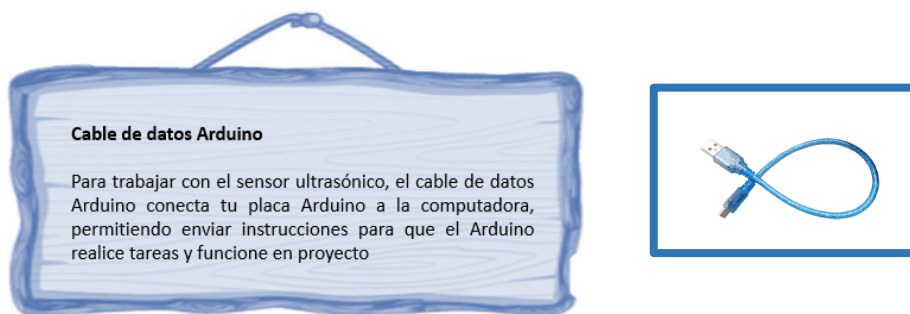 Cable de datos Arduino
Para trabajar con el sensor ultrasónico, el cable de datos
Arduino conecta tu placa Arduino a la computadora,
permitiendo enviar instrucciones para que el Arduino
realice tareas y funcione en proyecto